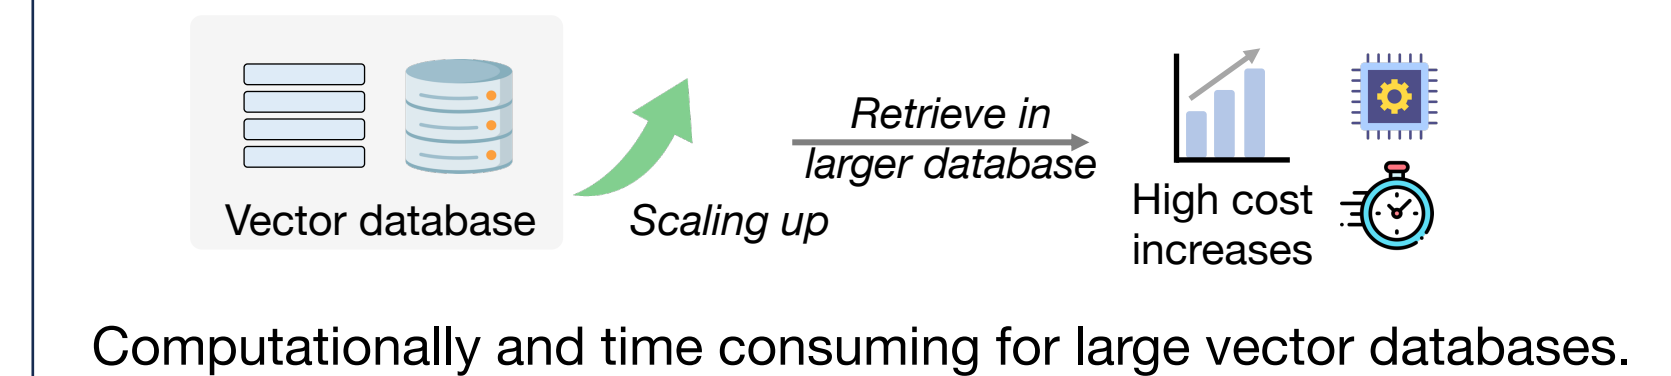 Vector database
Scaling up
Retrieve in
larger database
High cost
increases
Computationally and time consuming for large vector databases.